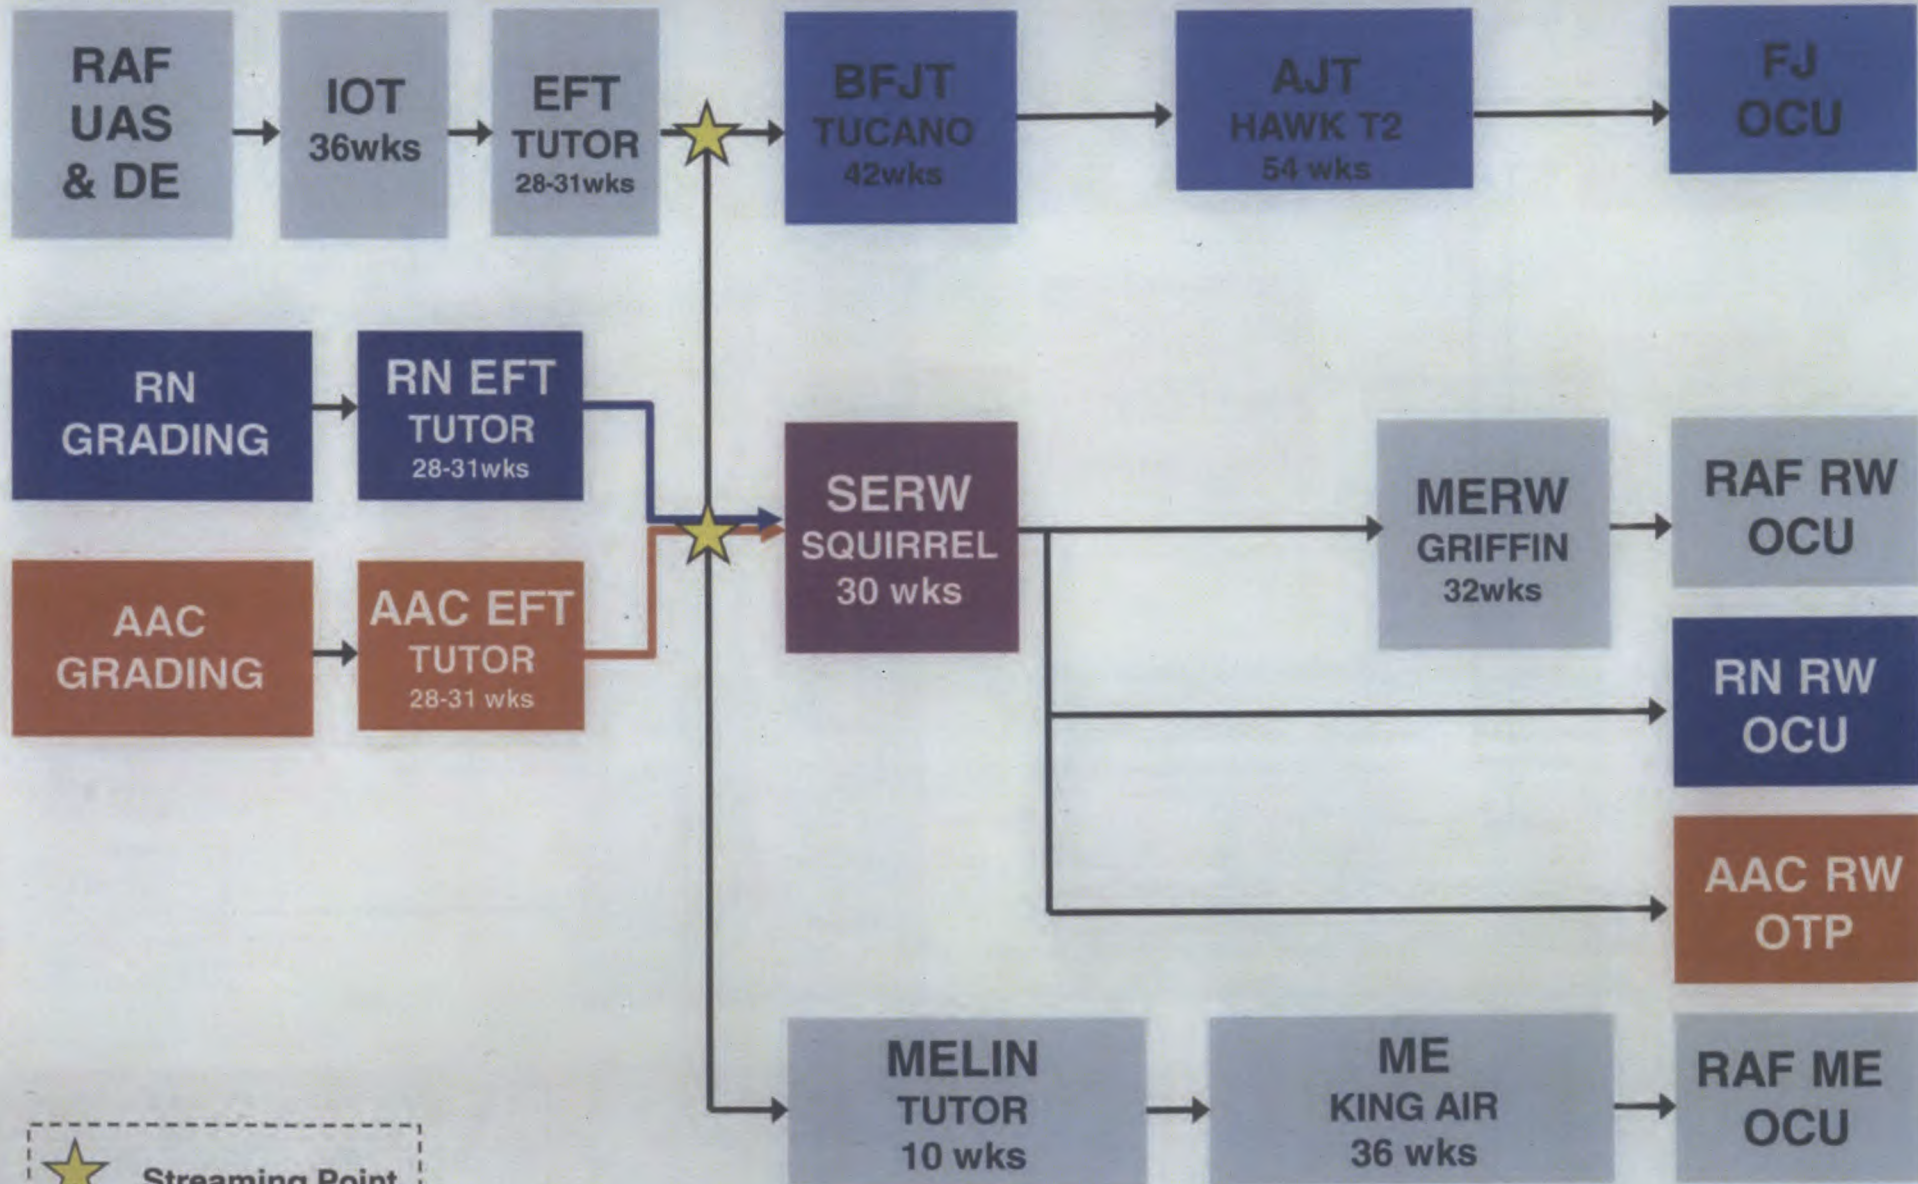 RAF
UAS
& DE
IOT
36wks
EFT
TUTOR
28-31wks
BFJT
TUCANO
42wks
AJT
HAWK T2
54 wks
FJ
OCU
RN
GRADING
RN EFT
TUTOR
28-31wks
AAC
GRADING
AAC EFT
TUTOR
28-31 wks
SERW
SQUIRREL
30 wks
MERW
GRIFFIN
32wks
RAF RW
OCU
RN RW
OCU
AAC RW
OTP
MELIN
TUTOR
10 wks
ME
KING AIR
36 wks
RAF ME
OCU
Streaming Point